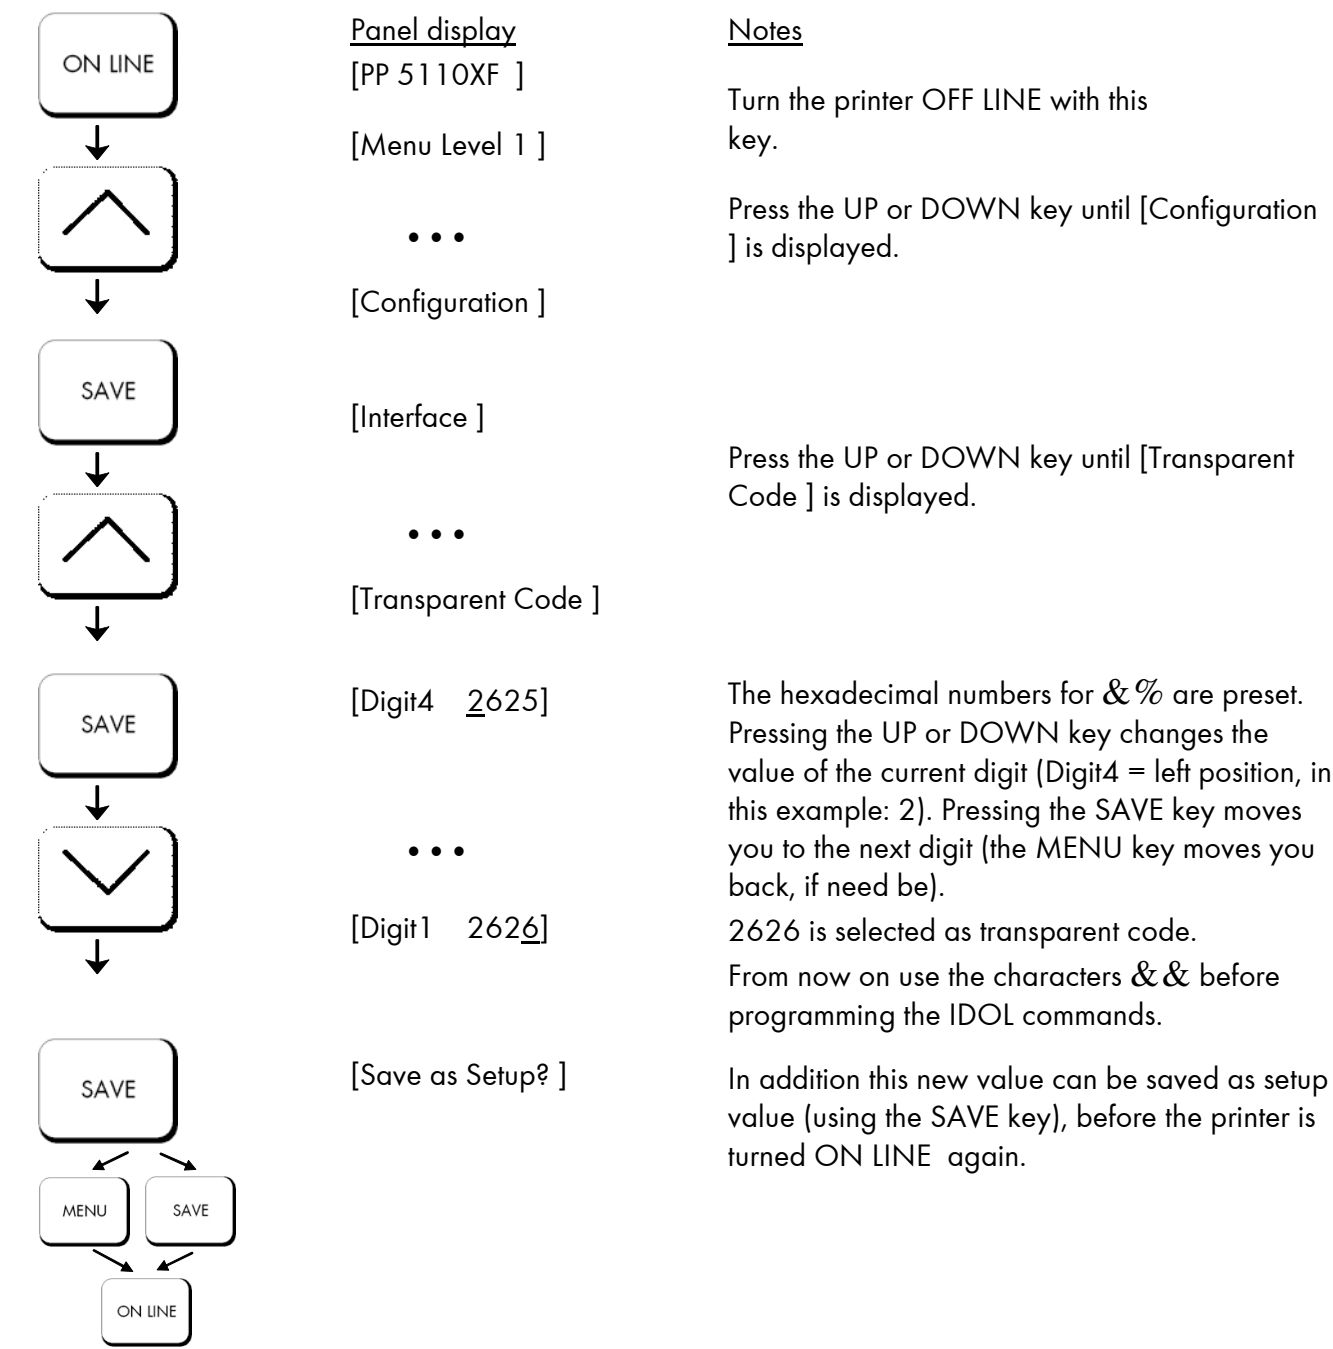 ON LINE
Panel display
[PP 5110XF  ]
[Menu Level 1 ]
Notes
Turn the printer OFF LINE with this
key.
Press the UP or DOWN key until [Configuration
] is displayed.
• • •
[Configuration ]
SAVE
[Interface ]
Press the UP or DOWN key until [Transparent
Code ] is displayed.
• • •
[Transparent Code ]
SAVE
[Digit4    2625]
The hexadecimal numbers for &% are preset.
Pressing the UP or DOWN key changes the
value of the current digit (Digit4 = left position, in
this example: 2). Pressing the SAVE key moves
you to the next digit (the MENU key moves you
back, if need be).
• • •
[Digit1    2626]
2626 is selected as transparent code.
From now on use the characters && before
programming the IDOL commands.
SAVE
[Save as Setup? ]
In addition this new value can be saved as setup
value (using the SAVE key), before the printer is
turned ON LINE  again.
MENU
SAVE
ON LINE